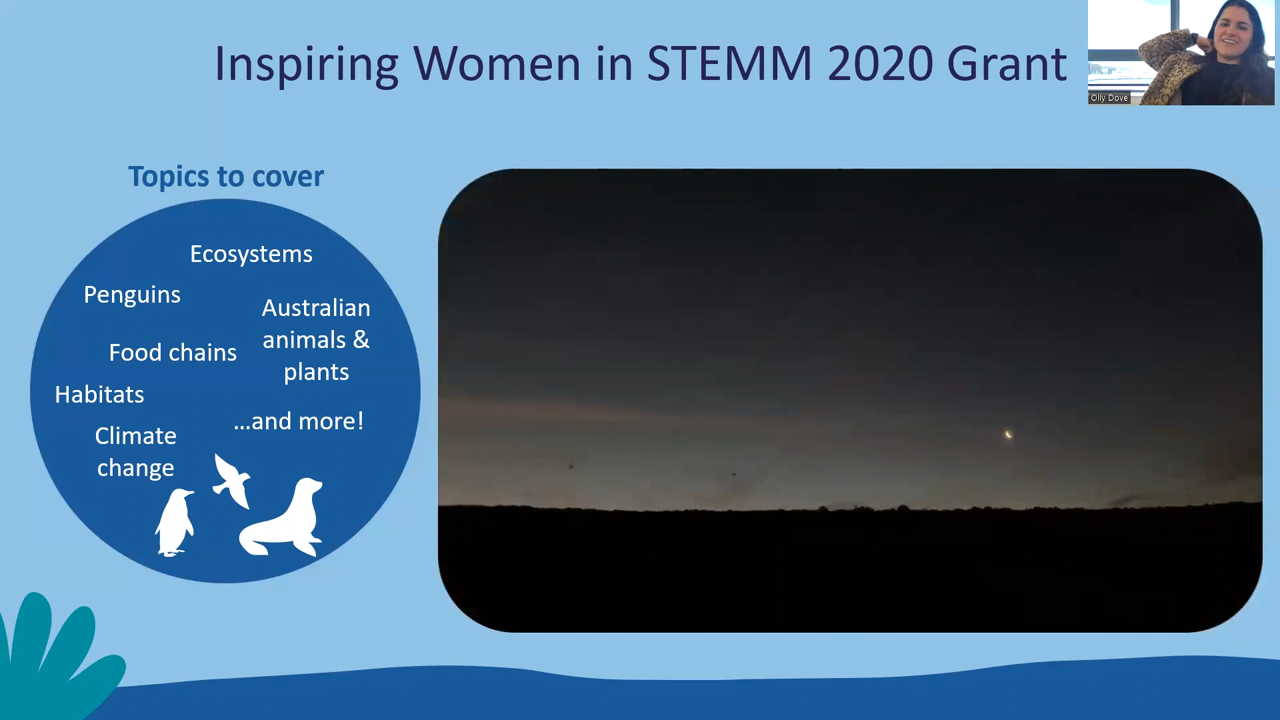 Inspiring Women in STEMM 2020 Grant
Olly Dove
Topics to cover
Ecosystems
Penguins
Australian
animals &
plants
Food chains
Habitats
...and more!
Climate
change